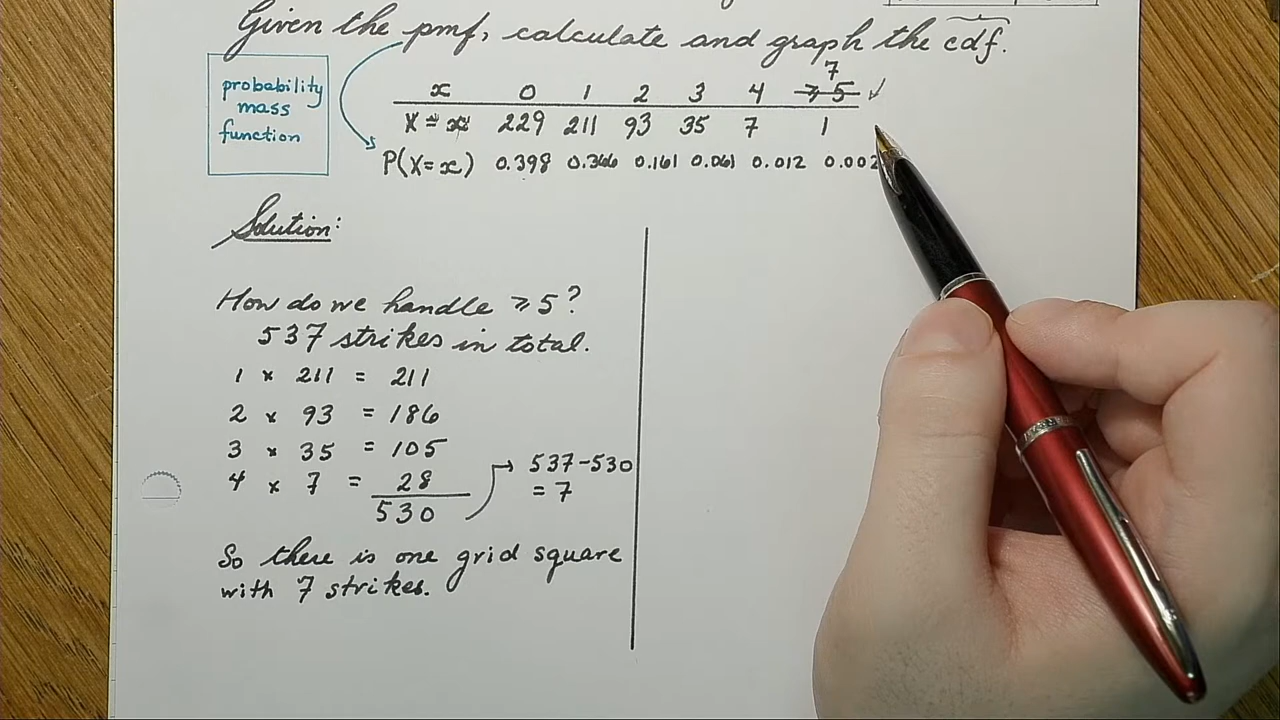 Given the pmf, calculate and graph the cdf.
probability
mass
function
7
x 0 1 2 3 4 ≥5 ✓
X = x 229 211 93 35 7 1
P(X=x) 0.398 0.366 0.161 0.061 0.012 0.002
Solution:
How do we handle ≥5?
537 strikes in total.
1 × 211 = 211
2 × 93 = 186
3 × 35 = 105
4 × 7 = 28
530
537-530
= 7
So there is one grid square
with 7 strikes.